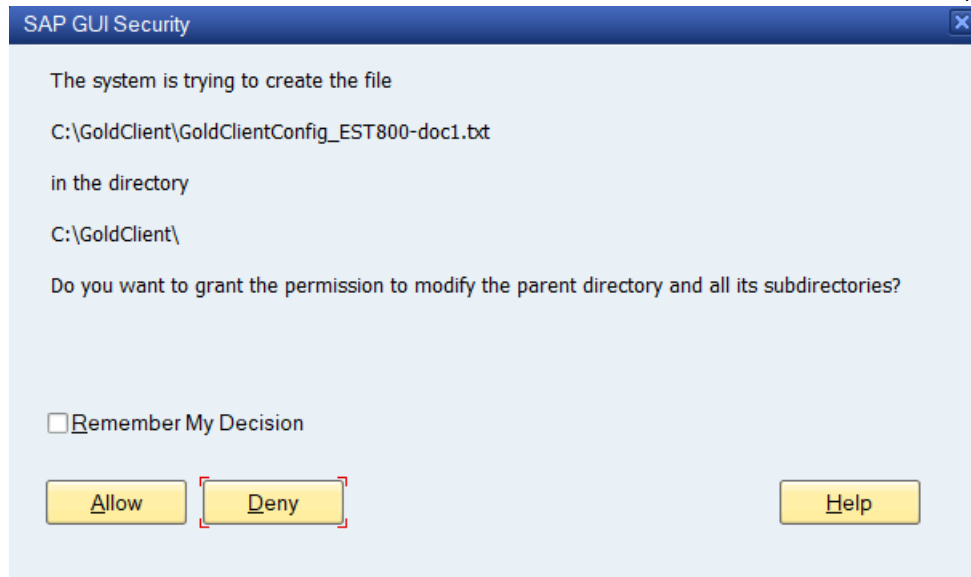 SAP GUI Security
The system is trying to create the file
C:\GoldClient\GoldClientConfig_EST800-doc1.txt
in the directory
C:\GoldClient\
Do you want to grant the permission to modify the parent directory and all its subdirectories?
Remember My Decision
Allow Deny Help